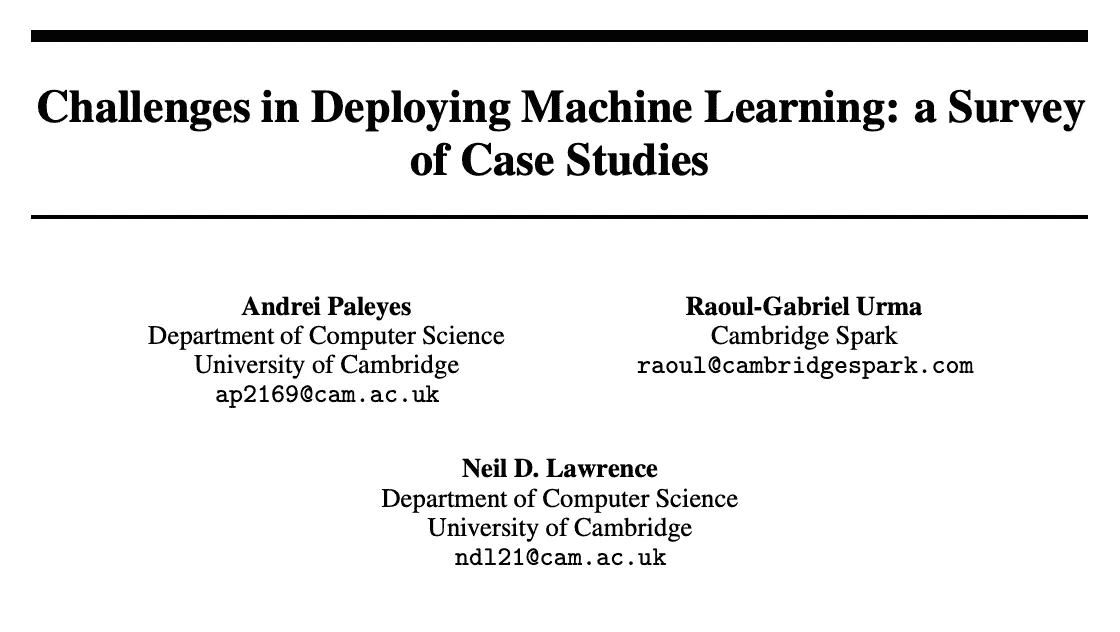 Challenges in Deploying Machine Learning: a Survey
of Case Studies
Andrei Paleyes
Department of Computer Science
University of Cambridge
ap2169@cam.ac.uk
Raoul-Gabriel Urma
Cambridge Spark
raoul@cambridgespark.com
Neil D. Lawrence
Department of Computer Science
University of Cambridge
ndl21@cam.ac.uk